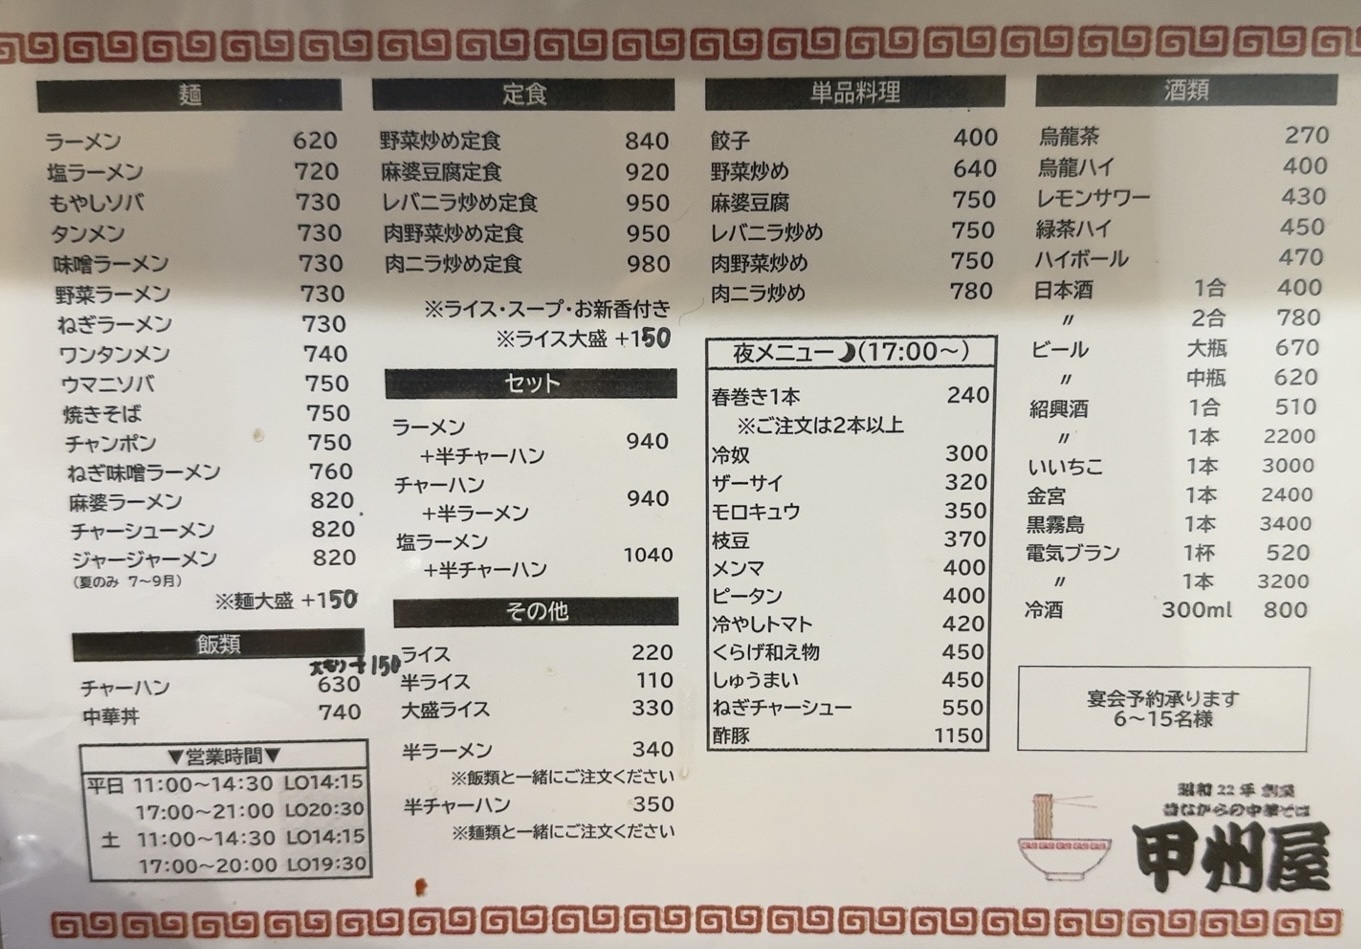 麺
ラーメン 620
塩ラーメン 720
もやしソバ 730
タンメン 730
味噌ラーメン 730
野菜ラーメン 730
ねぎラーメン 730
ワンタンメン 740
ウマニソバ 750
焼きそば 750
チャンポン 750
ねぎ味噌ラーメン 760
麻婆ラーメン 820
チャーシューメン 820
ジャージャーメン 820
(夏のみ 7～9月)
※麺大盛 +150
飯類
大モリ+150
チャーハン 630
中華丼 740
▼営業時間▼
平日 11:00～14:30 LO14:15
17:00～21:00 LO20:30
土 11:00～14:30 LO14:15
17:00～20:00 LO19:30
定食
野菜炒め定食 840
麻婆豆腐定食 920
レバニラ炒め定食 950
肉野菜炒め定食 950
肉ニラ炒め定食 980
※ライス・スープ・お新香付き
※ライス大盛 +150
セット
ラーメン
+半チャーハン 940
チャーハン
+半ラーメン 940
塩ラーメン
+半チャーハン 1040
その他
ライス 220
半ライス 110
大盛ライス 330
半ラーメン 340
※飯類と一緒にご注文ください
半チャーハン 350
※麺類と一緒にご注文ください
単品料理
餃子 400
野菜炒め 640
麻婆豆腐 750
レバニラ炒め 750
肉野菜炒め 750
肉ニラ炒め 780
夜メニュー(17:00～)
春巻き1本 240
※ご注文は2本以上
冷奴 300
ザーサイ 320
モロキュウ 350
枝豆 370
メンマ 400
ピータン 400
冷やしトマト 420
くらげ和え物 450
しゅうまい 450
ねぎチャーシュー 550
酢豚 1150
酒類
烏龍茶 270
烏龍ハイ 400
レモンサワー 430
緑茶ハイ 450
ハイボール 470
日本酒 1合 400
〃 2合 780
ビール 大瓶 670
〃 中瓶 620
紹興酒 1合 510
〃 1本 2200
いいちこ 1本 3000
金宮 1本 2400
黒霧島 1本 3400
電気ブラン 1杯 520
〃 1本 3200
冷酒 300ml 800
宴会予約承ります
6～15名様
昭和22年創業
昔ながらの中華そば
甲州屋